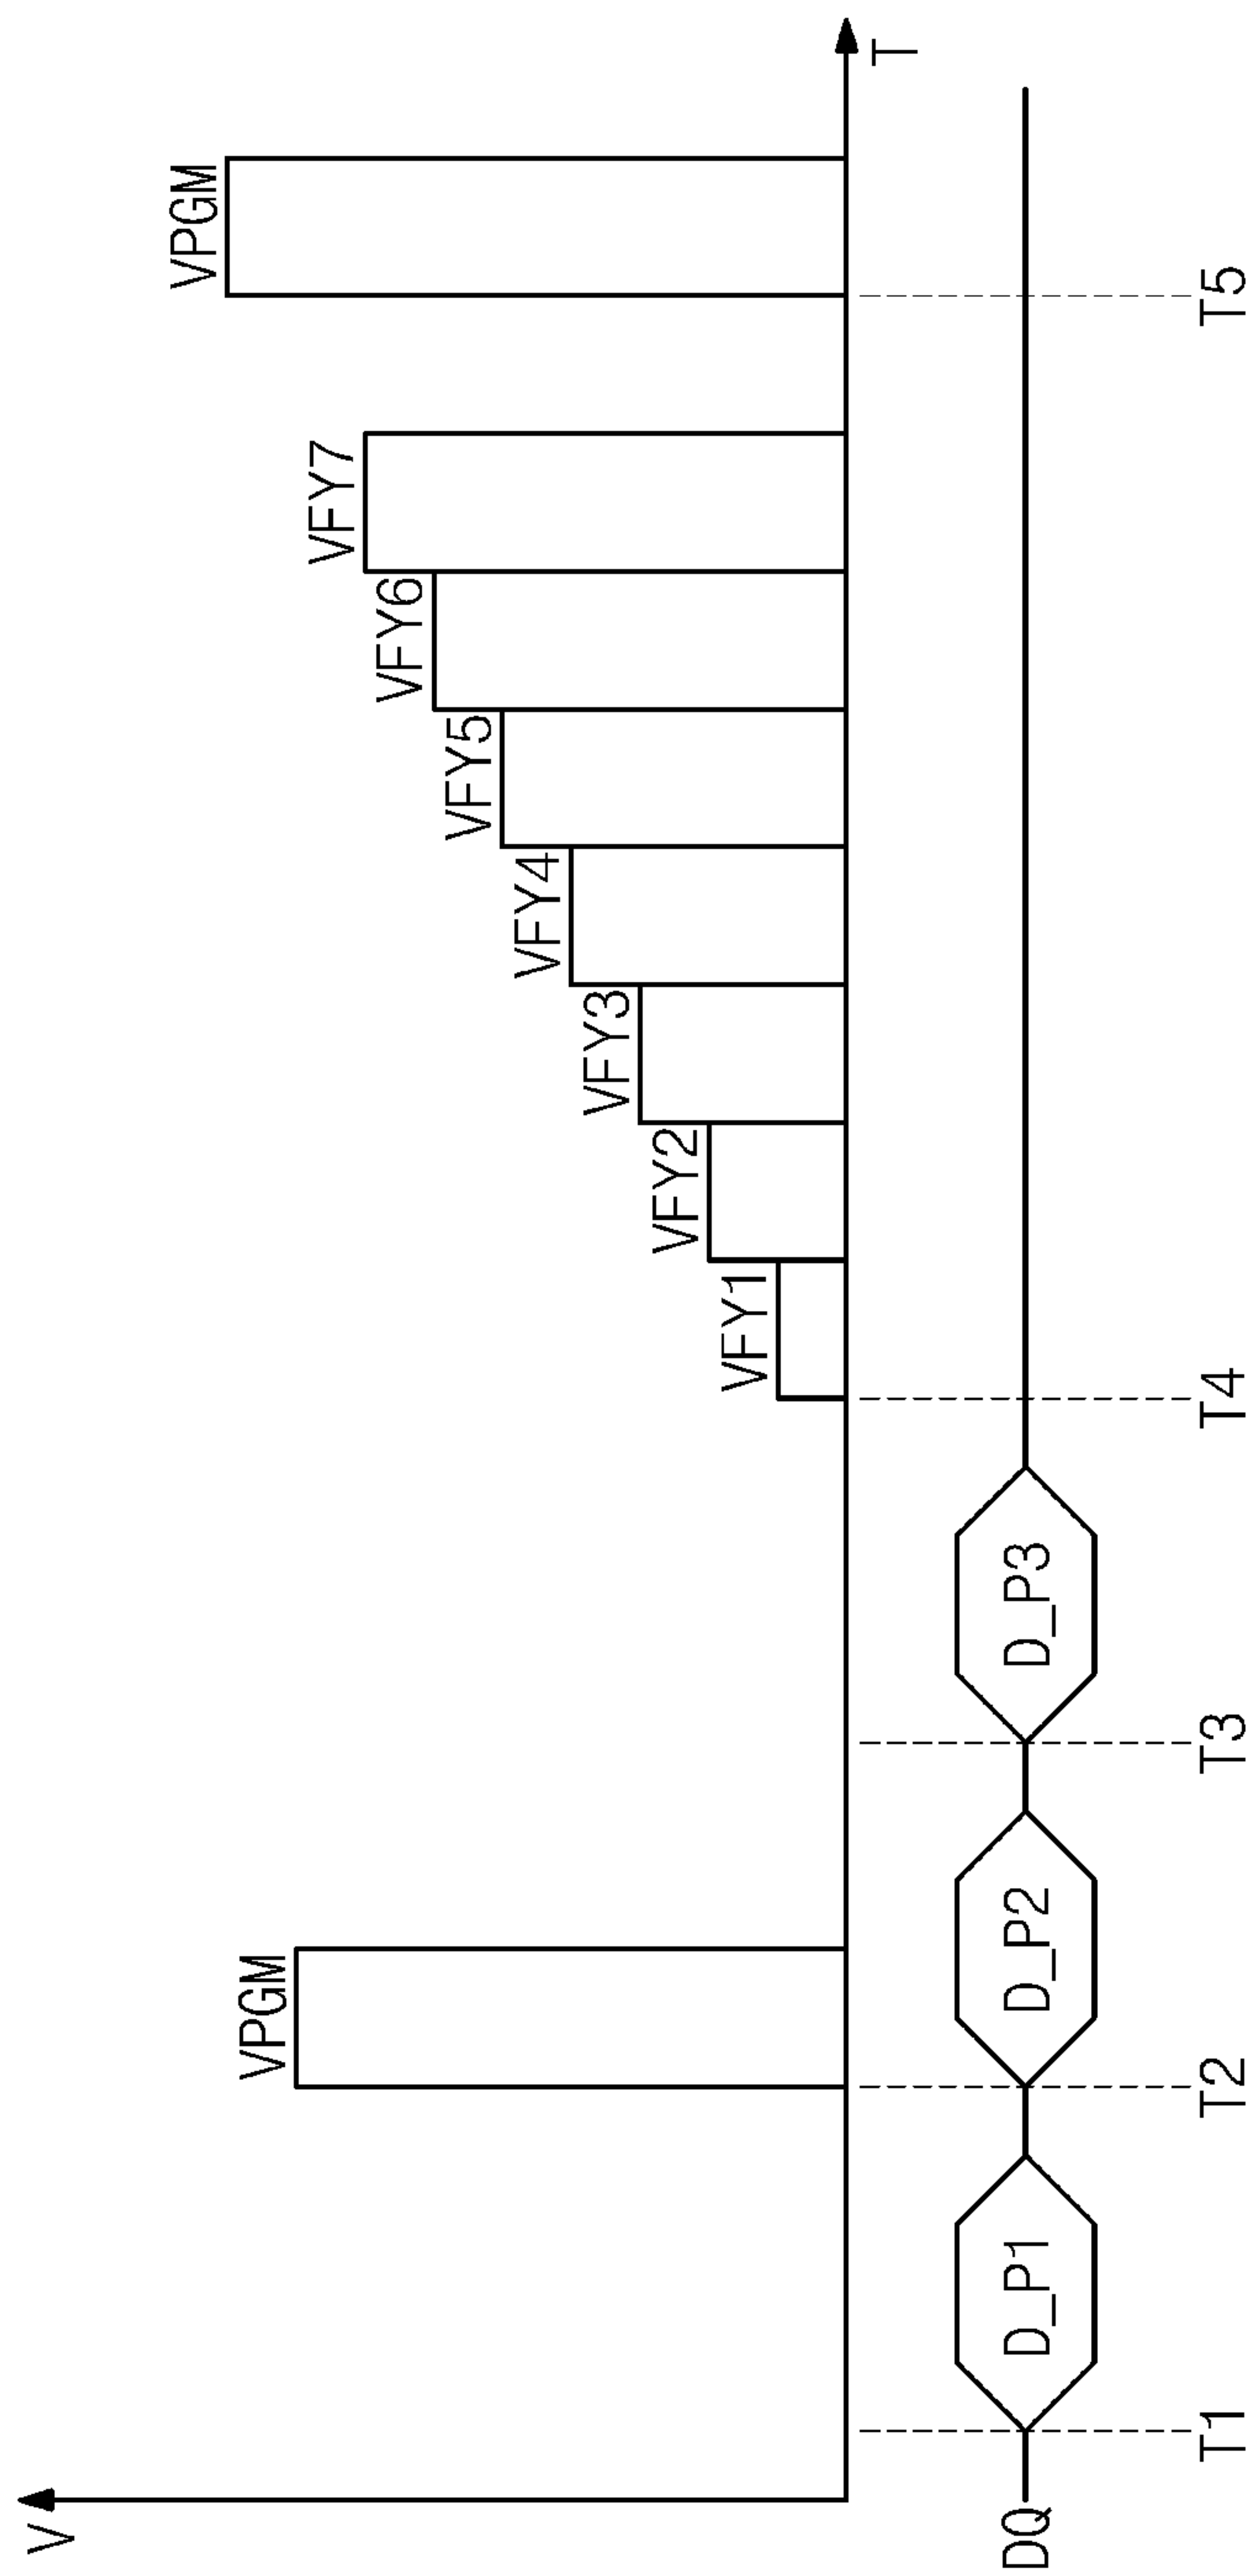 V
VPGM
VFY1
VFY2
VFY3
VFY4
VFY5
VFY6
VFY7
VPGM
T
DQ
D_P1
D_P2
D_P3
T1
T2
T3
T4
T5